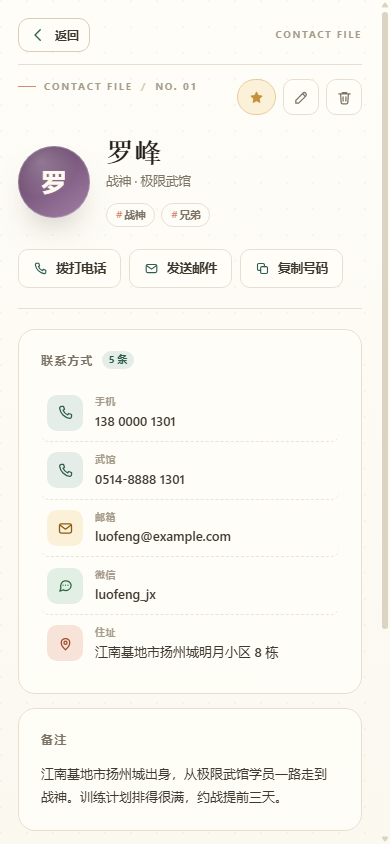 返回
CONTACT FILE
CONTACT FILE / NO. 01
罗
罗峰
战神 · 极限武馆
#战神 #兄弟
拨打电话 发送邮件 复制号码
联系方式 5 条
手机
138 0000 1301
武馆
0514-8888 1301
邮箱
luofeng@example.com
微信
luofeng_jx
住址
江南基地市扬州城明月小区 8 栋
备注
江南基地市扬州城出身，从极限武馆学员一路走到
战神。训练计划排得很满，约战提前三天。